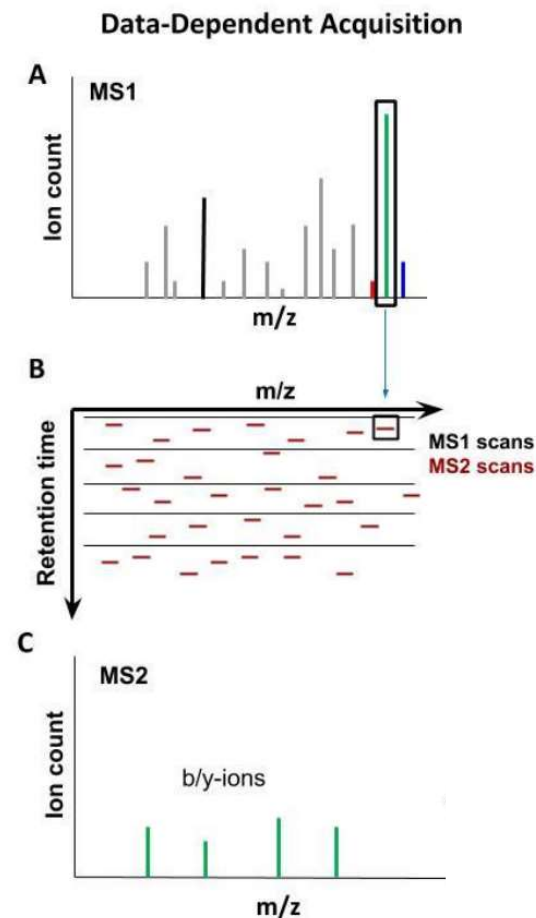 Data-Dependent Acquisition
A
MS1
Ion count
m/z
B
m/z
MS1 scans
MS2 scans
Retention time
C
MS2
Ion count
b/y-ions
m/z